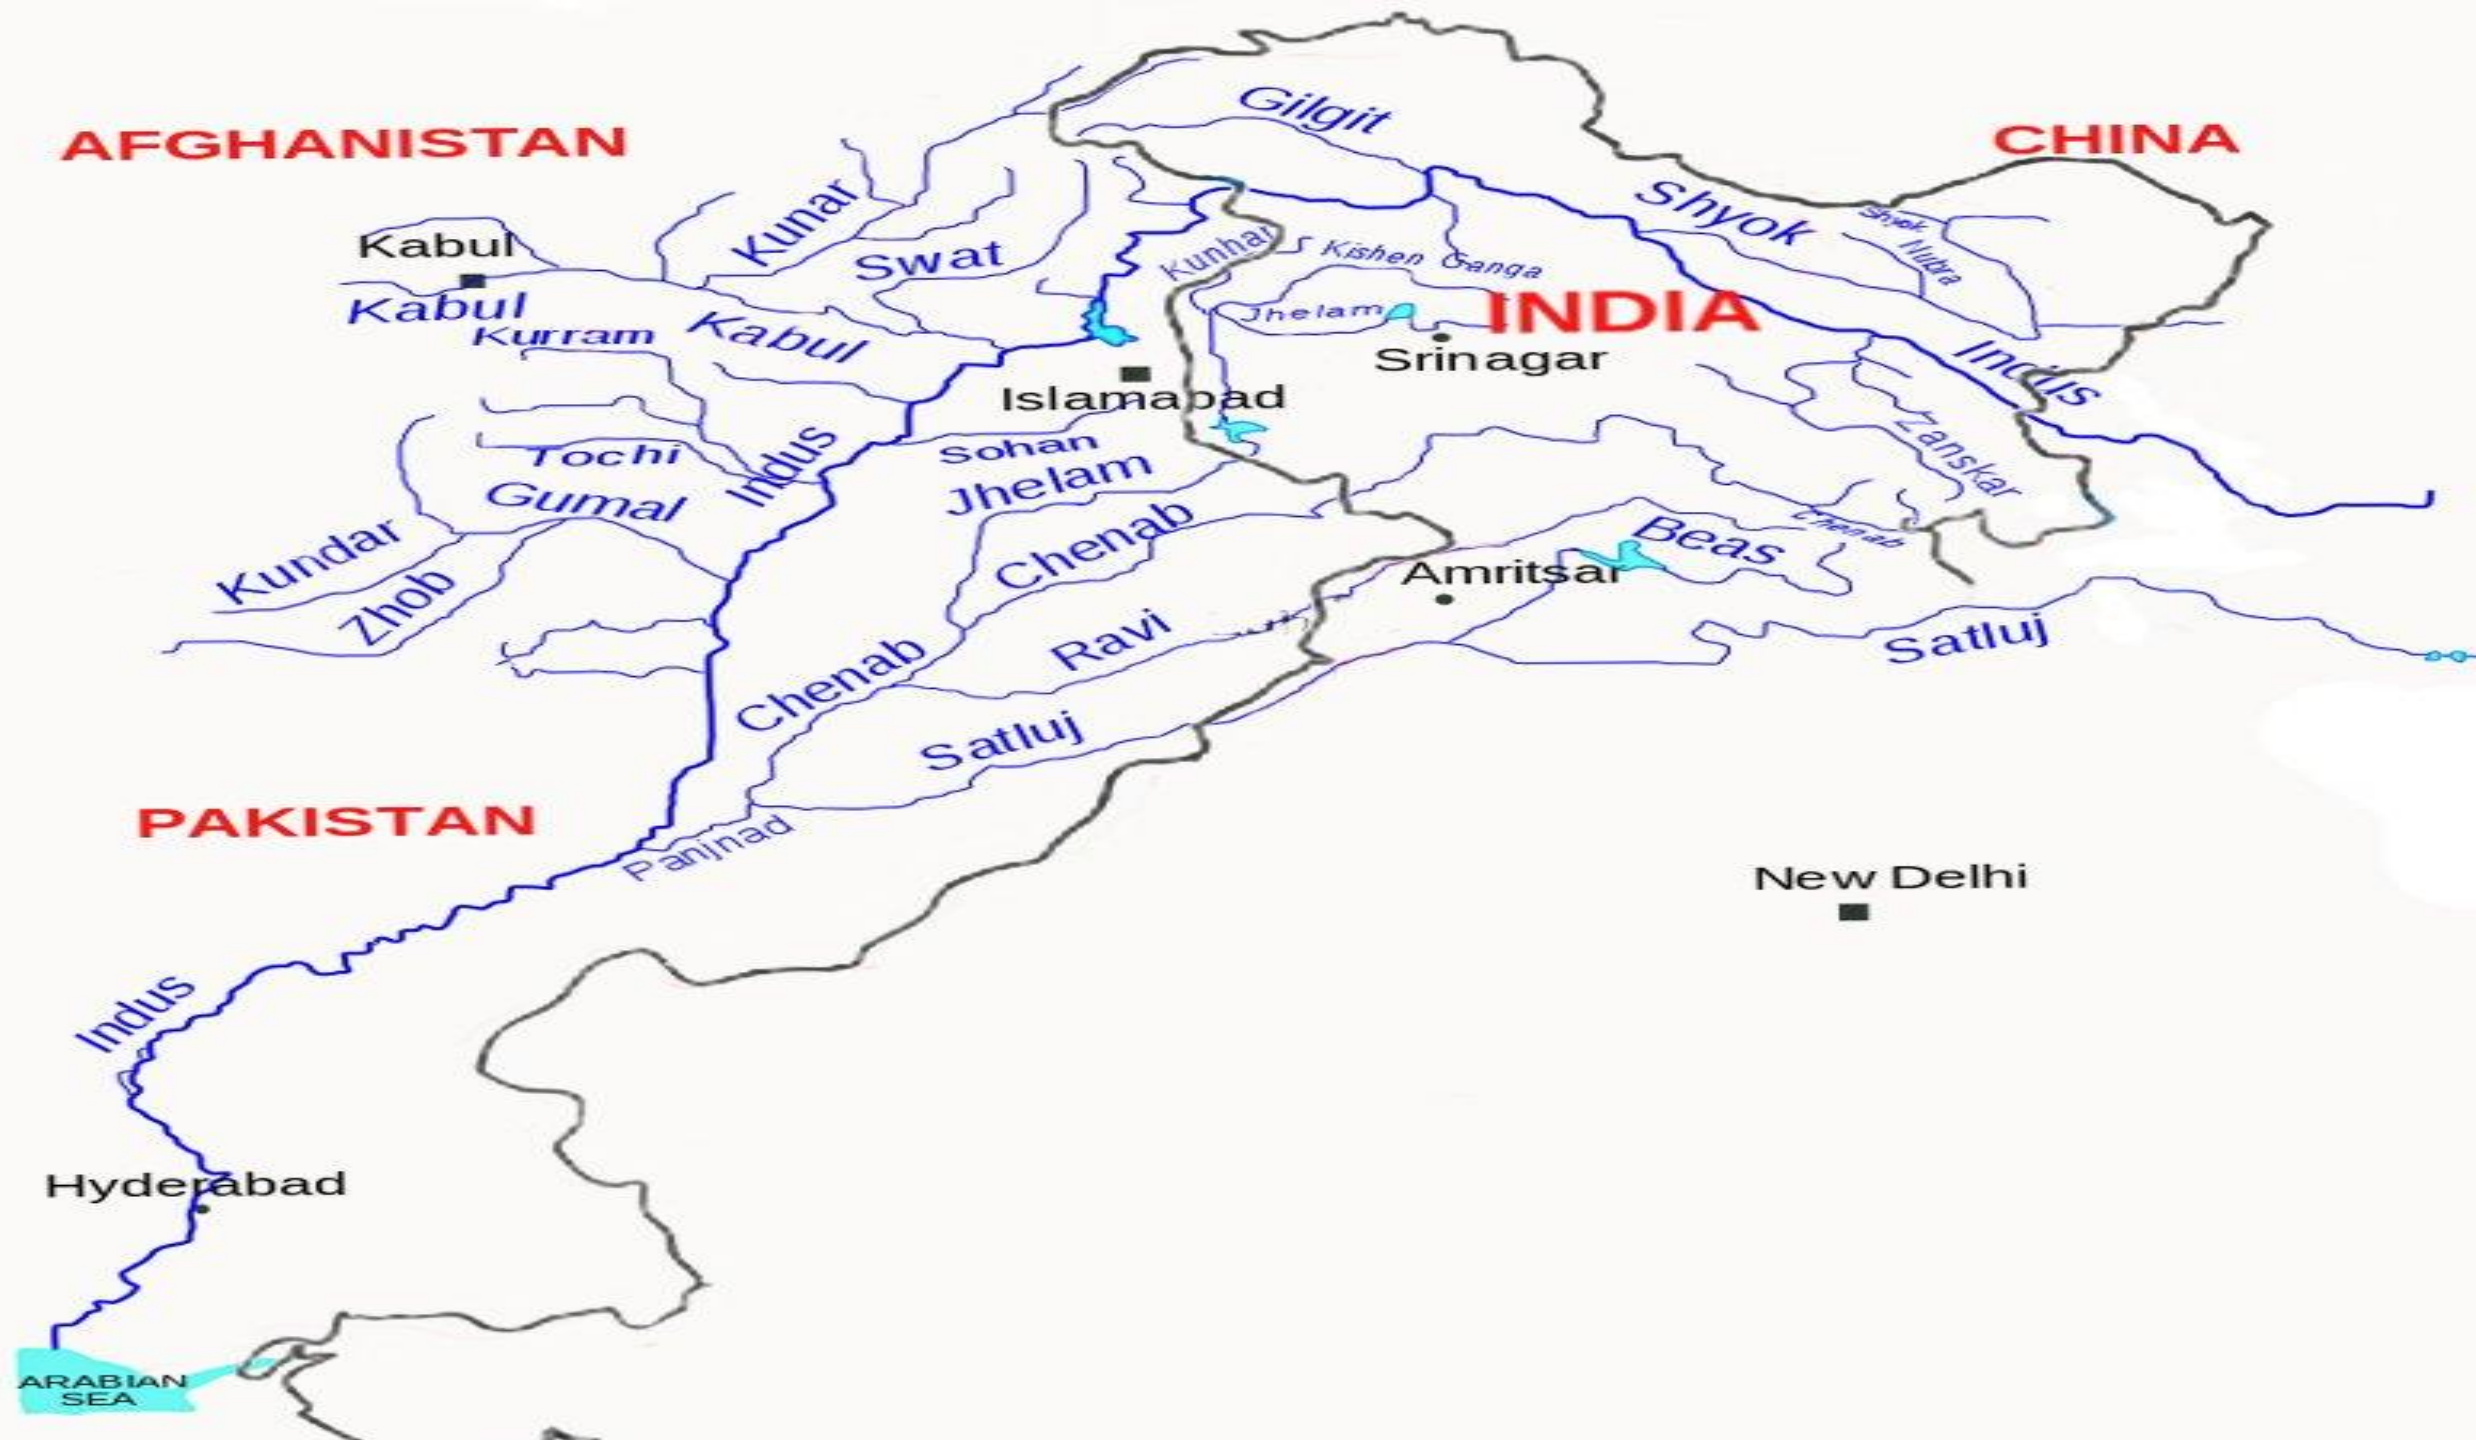 Gilgit
AFGHANISTAN
CHINA
Kunar
Shyok
Shyok
Nubra
Kabul
Swat
Kunhar
Kishen Ganga
Kabul
Kurram
Kabul
Jhelam
INDIA
Srinagar
Indus
Islamabad
Zanskar
Sohan
Tochi
Indus
Jhelam
Gumal
Chenab
Chenab
Kundar
Beas
Amritsar
Zhob
Ravi
Satluj
Chenab
Satluj
PAKISTAN
Panjnad
New Delhi
Indus
Hyderabad
ARABIAN
SEA